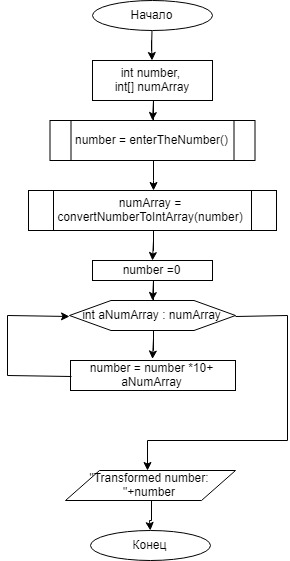 Начало
int number,
int[] numArray
number = enterTheNumber()
numArray =
convertNumberToIntArray(number)
number =0
int aNumArray : numArray
number = number *10+
aNumArray
"Transformed number:
"+number
Конец